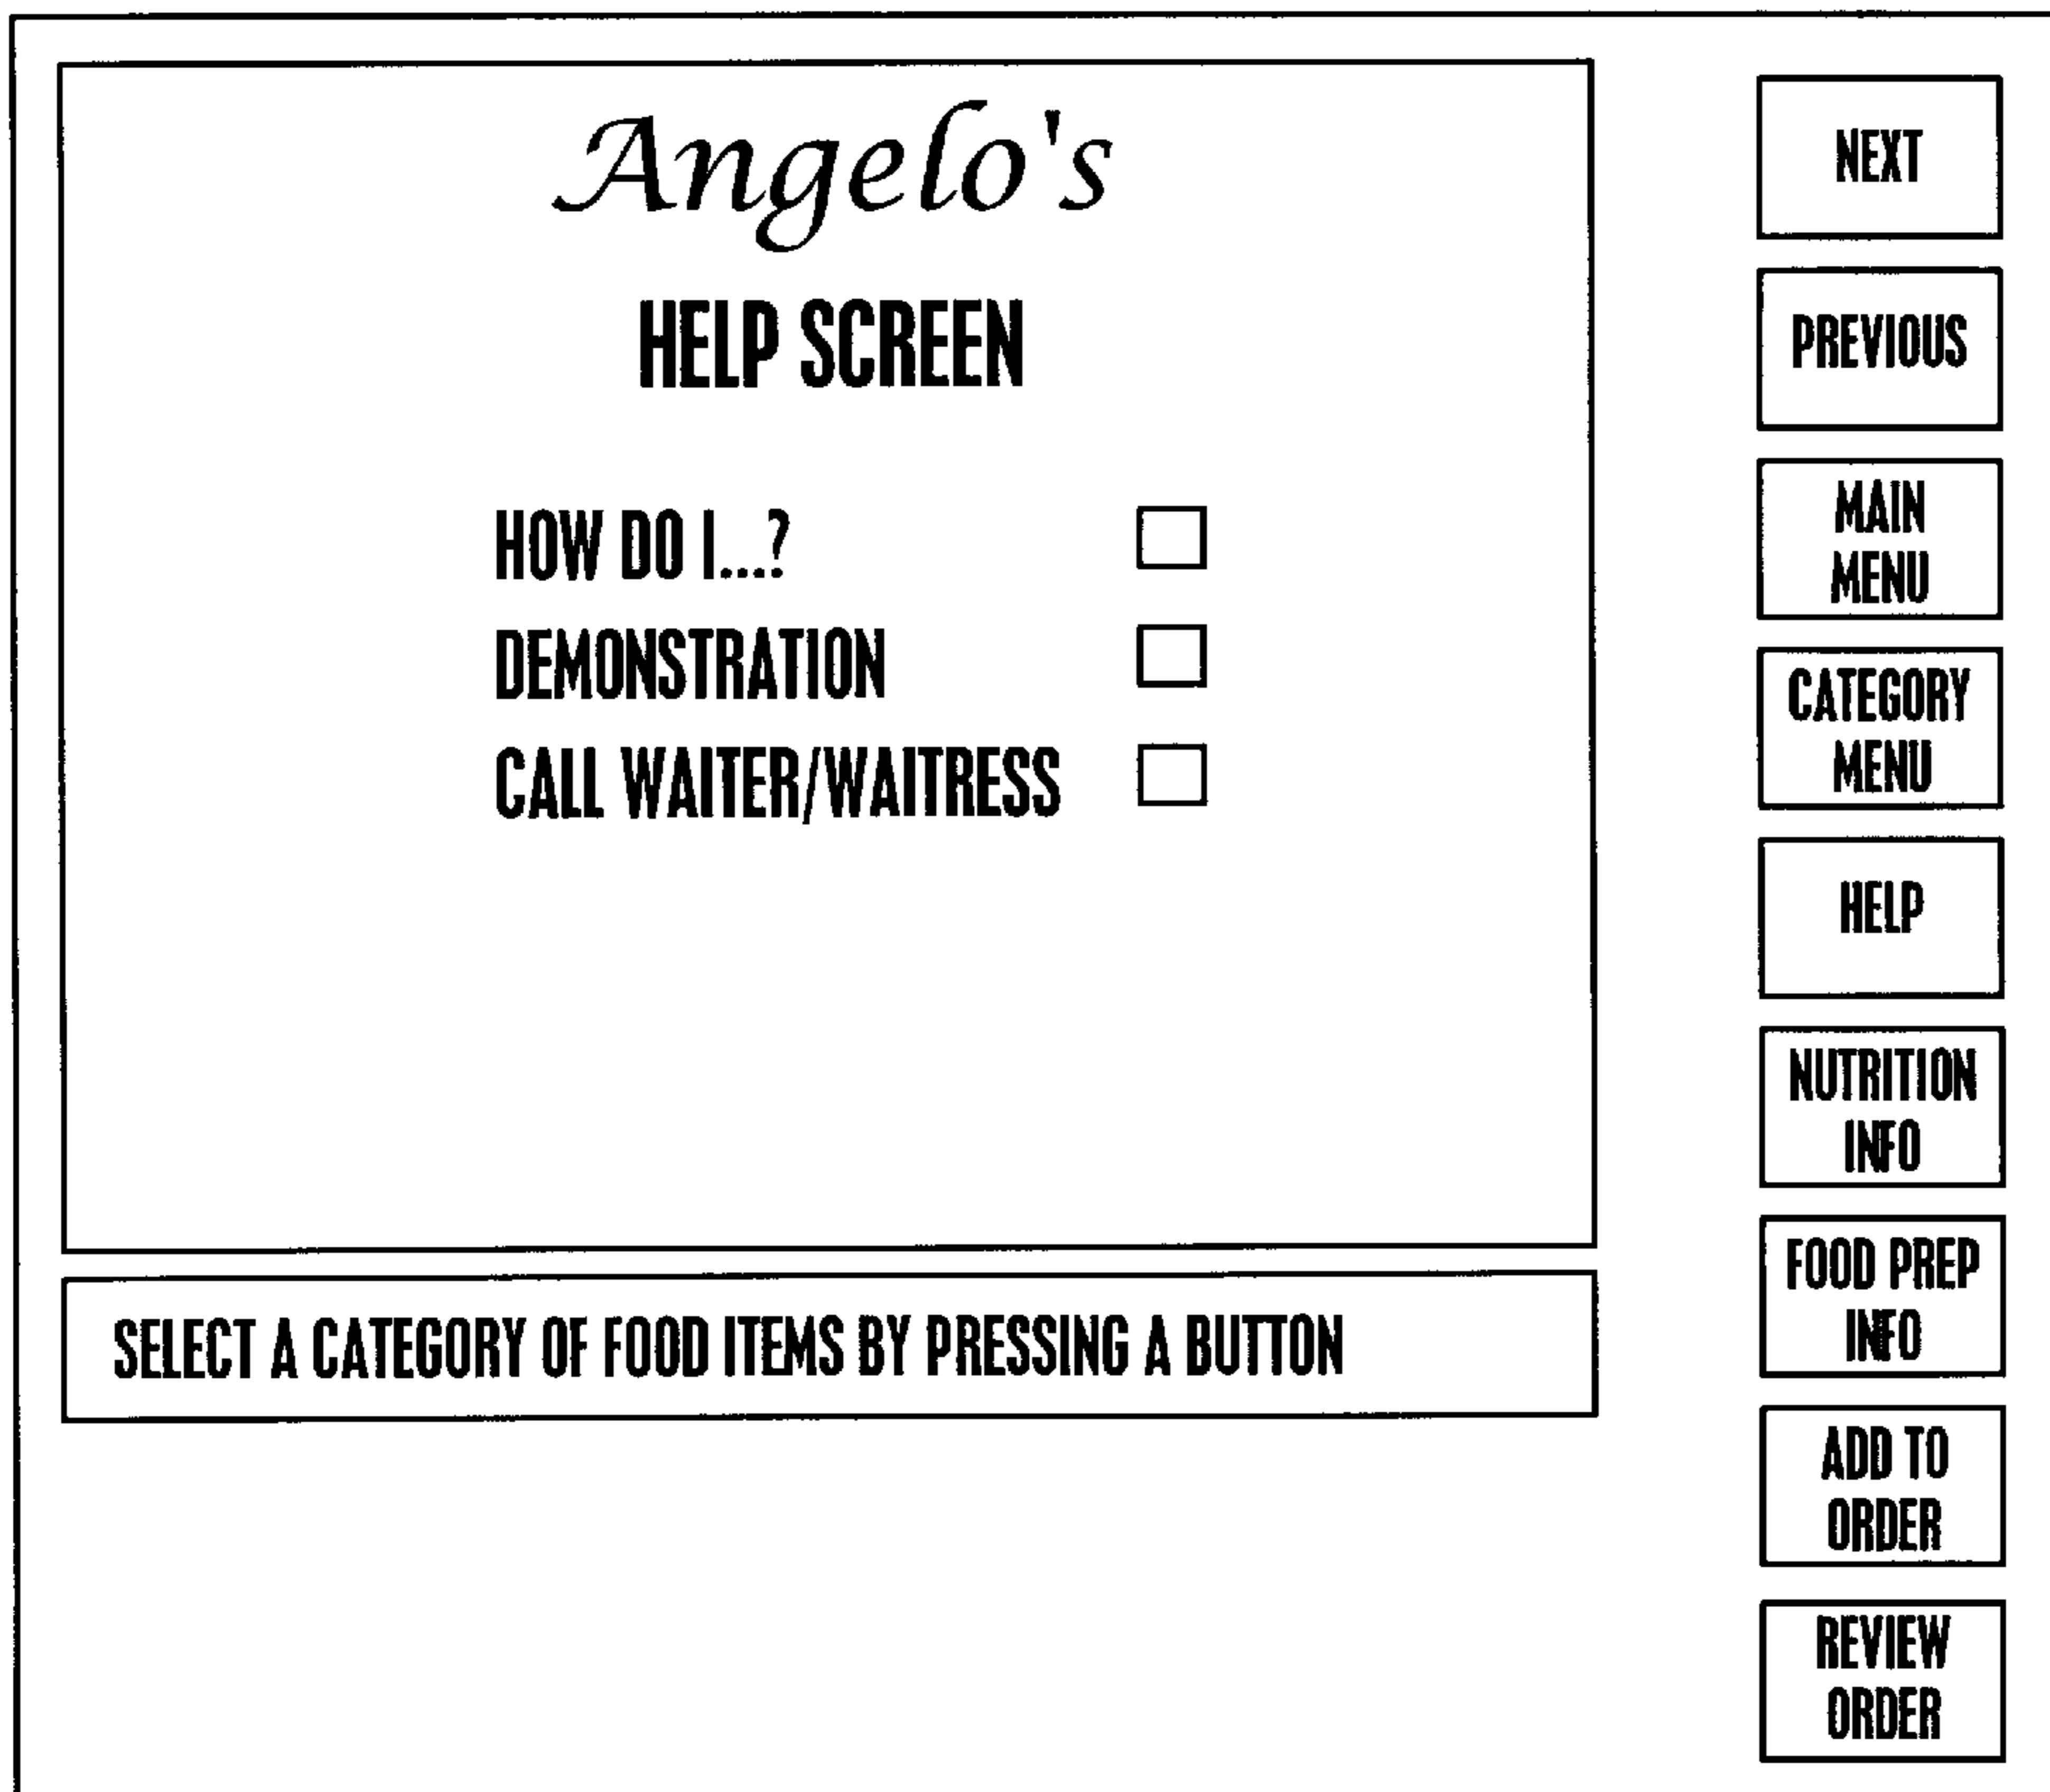 Angelo's
HELP SCREEN
HOW DO I...?
DEMONSTRATION
CALL WAITER/WAITRESS
SELECT A CATEGORY OF FOOD ITEMS BY PRESSING A BUTTON
NEXT
PREVIOUS
MAIN
MENU
CATEGORY
MENU
HELP
NUTRITION
INFO
FOOD PREP
INFO
ADD TO
ORDER
REVIEW
ORDER